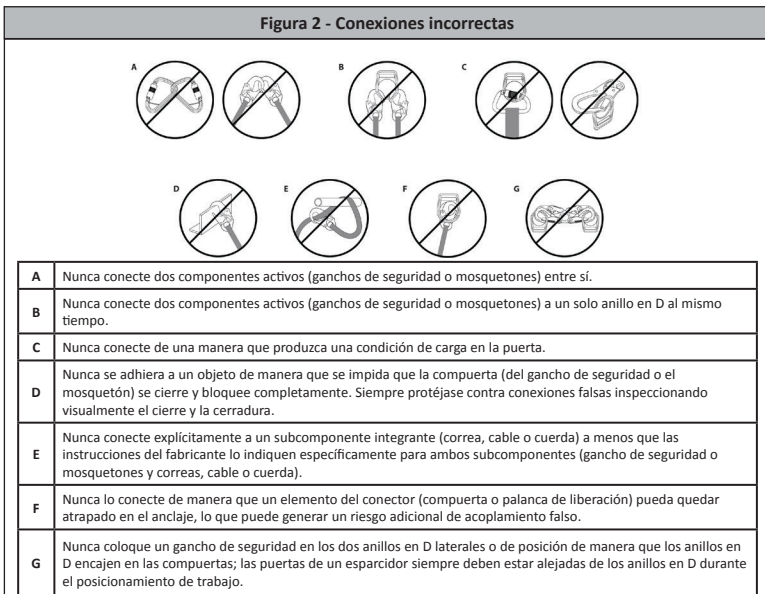 Figura 2 - Conexiones incorrectas
A
B
C
D
E
F
G
A Nunca conecte dos componentes activos (ganchos de seguridad o mosquetones) entre sí.
B Nunca conecte dos componentes activos (ganchos de seguridad o mosquetones) a un solo anillo en D al mismo
tiempo.
C Nunca conecte de una manera que produzca una condición de carga en la puerta.
D Nunca se adhiera a un objeto de manera que se impida que la compuerta (del gancho de seguridad o el
mosquetón) se cierre y bloquee completamente. Siempre protéjase contra conexiones falsas inspeccionando
visualmente el cierre y la cerradura.
E Nunca conecte explícitamente a un subcomponente integrante (correa, cable o cuerda) a menos que las
instrucciones del fabricante lo indiquen específicamente para ambos subcomponentes (gancho de seguridad o
mosquetones y correas, cable o cuerda).
F Nunca lo conecte de manera que un elemento del conector (compuerta o palanca de liberación) pueda quedar
atrapado en el anclaje, lo que puede generar un riesgo adicional de acoplamiento falso.
G Nunca coloque un gancho de seguridad en los dos anillos en D laterales o de posición de manera que los anillos en
D encajen en las compuertas; las puertas de un esparcidor siempre deben estar alejadas de los anillos en D durante
el posicionamiento de trabajo.